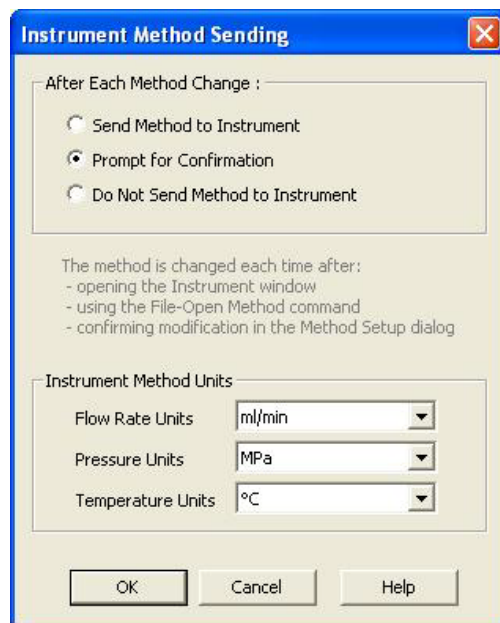 Instrument Method Sending
After Each Method Change :
Send Method to Instrument
Prompt for Confirmation
Do Not Send Method to Instrument
The method is changed each time after:
- opening the Instrument window
- using the File-Open Method command
- confirming modification in the Method Setup dialog
Instrument Method Units
Flow Rate Units ml/min
Pressure Units MPa
Temperature Units °C
OK Cancel Help